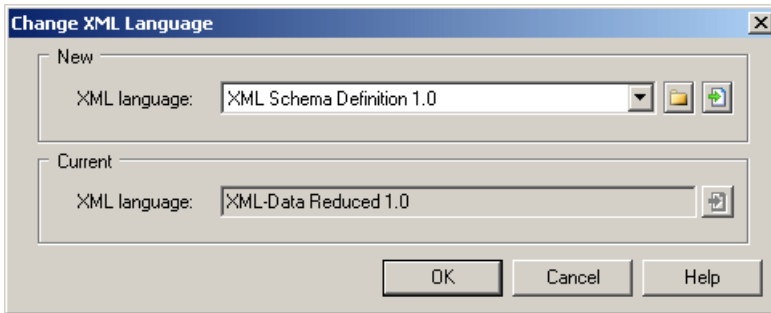 Change XML Language
New
XML language: XML Schema Definition 1.0
Current
XML language: XML-Data Reduced 1.0
OK Cancel Help